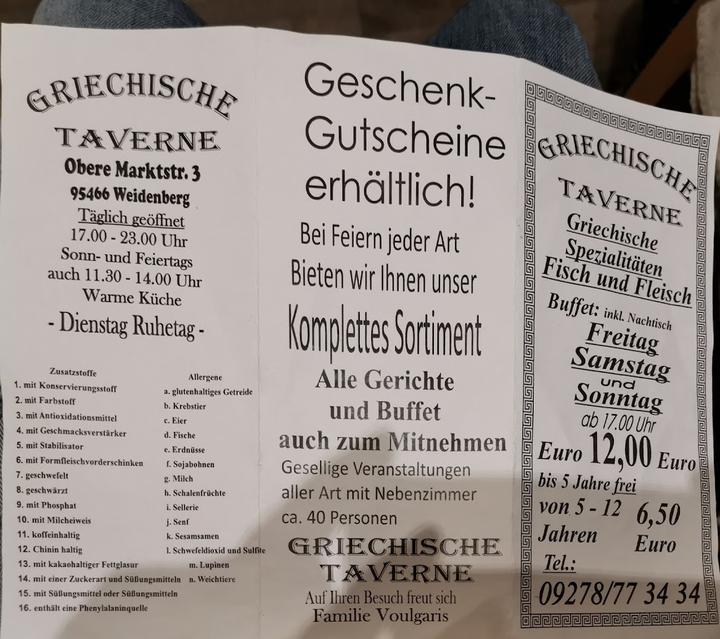 GRIECHISCHE
TAVERNE
Obere Marktstr. 3
95466 Weidenberg
Täglich geöffnet
17.00 - 23.00 Uhr
Sonn- und Feiertags
auch 11.30 - 14.00 Uhr
Warme Küche
- Dienstag Ruhetag -
Zusatzstoffe
1. mit Konservierungsstoff
2. mit Farbstoff
3. mit Antioxidationsmittel
4. mit Geschmacksverstärker
5. mit Stabilisator
6. mit Formfleischvorderschinken
7. geschwefelt
8. geschwärzt
9. mit Phosphat
10. mit Milcheiweis
11. koffeinhaltig
12. Chinin haltig
13. mit kakaohaltiger Fettglasur
14. mit einer Zuckerart und Süßungsmitteln
15. mit Süßungsmittel oder Süßungsmitteln
16. enthält eine Phenylalaninquelle
Allergene
a. glutenhaltiges Getreide
b. Krebstier
c. Eier
d. Fische
e. Erdnüsse
f. Sojabohnen
g. Milch
h. Schalenfrüchte
i. Sellerie
j. Senf
k. Sesamsamen
l. Schwefeldioxid und Sulfite
m. Lupinen
n. Weichtiere
Geschenk-
Gutscheine
erhältlich!
Bei Feiern jeder Art
Bieten wir Ihnen unser
Komplettes Sortiment
Alle Gerichte
und Buffet
auch zum Mitnehmen
Gesellige Veranstaltungen
aller Art mit Nebenzimmer
ca. 40 Personen
GRIECHISCHE
TAVERNE
Auf Ihren Besuch freut sich
Familie Voulgaris
GRIECHISCHE
TAVERNE
Griechische
Spezialitäten
Fisch und Fleisch
Buffet: inkl. Nachtisch
Freitag
Samstag
und
Sonntag
ab 17.00 Uhr
Euro 12,00 Euro
bis 5 Jahre frei
von 5 - 12 6,50
Jahren Euro
Tel.:
09278/77 34 34